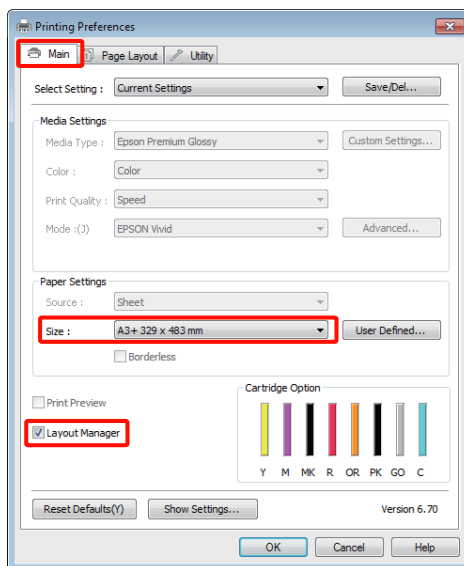 Printing Preferences
Main Page Layout Utility
Select Setting : Current Settings Save/Del...
Media Settings
Media Type : Epson Premium Glossy Custom Settings...
Color : Color
Print Quality : Speed
Mode :(J) EPSON Vivid Advanced...
Paper Settings
Source : Sheet
Size : A3+ 329 x 483 mm User Defined...
Borderless
Cartridge Option
Print Preview
Layout Manager
Y M MK R OR PK GO C
Reset Defaults(Y) Show Settings... Version 6.70
OK Cancel Help